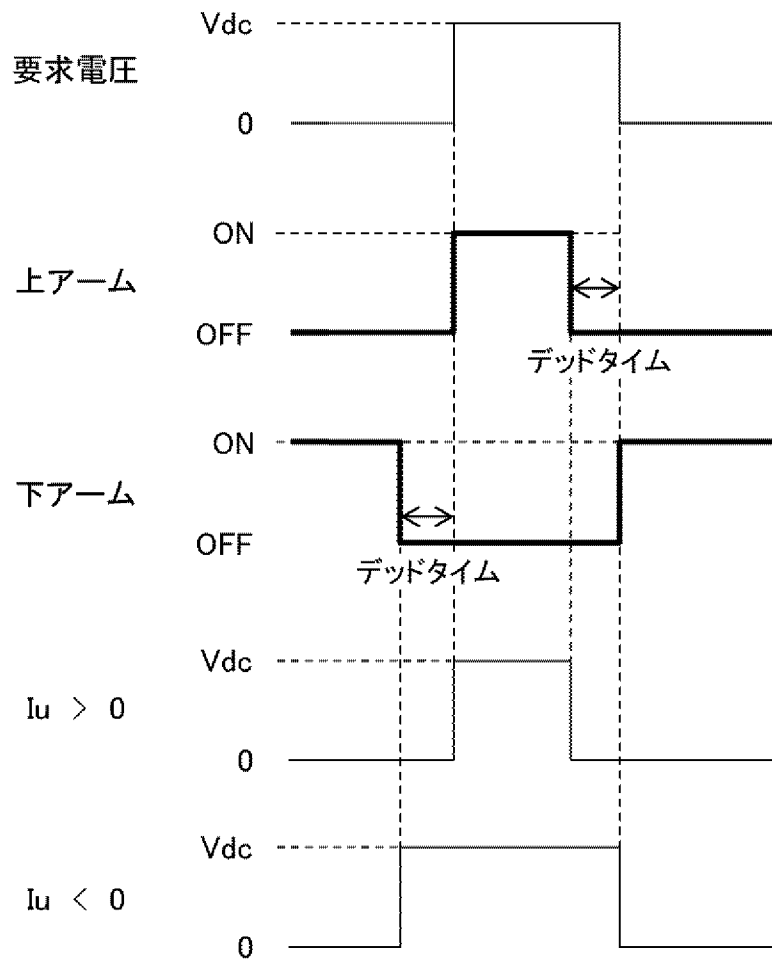 Vdc
要求電圧
0
ON
上アーム
OFF
デッドタイム
ON
下アーム
OFF
デッドタイム
Vdc
Iu > 0
0
Vdc
Iu < 0
0